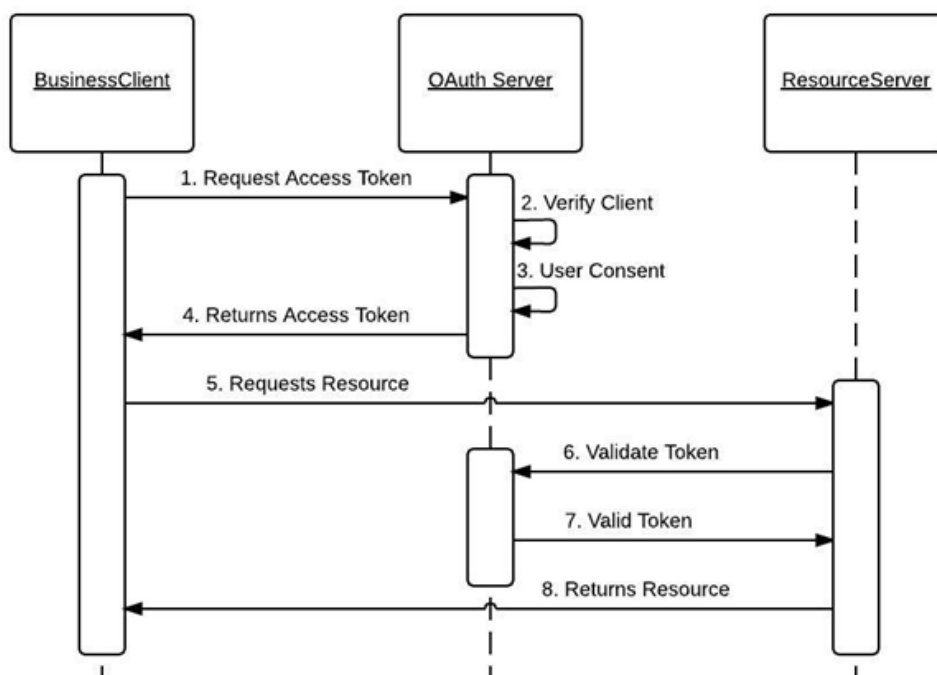 BusinessClient
OAuth Server
ResourceServer
1. Request Access Token
2. Verify Client
3. User Consent
4. Returns Access Token
5. Requests Resource
6. Validate Token
7. Valid Token
8. Returns Resource